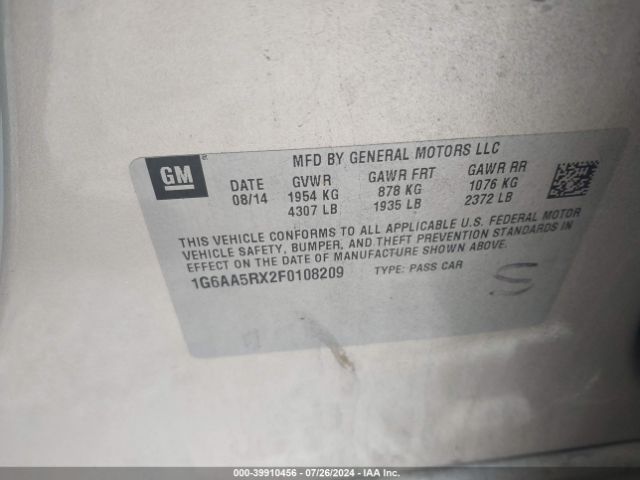 GM
MFD BY GENERAL MOTORS LLC
DATE GVWR GAWR FRT GAWR RR
08/14 1954 KG 878 KG 1076 KG
4307 LB 1935 LB 2372 LB
THIS VEHICLE CONFORMS TO ALL APPLICABLE U.S. FEDERAL MOTOR
VEHICLE SAFETY, BUMPER, AND THEFT PREVENTION STANDARDS IN
EFFECT ON THE DATE OF MANUFACTURE SHOWN ABOVE.
1G6AA5RX2F0108209 TYPE: PASS CAR
S
000-39910456 - 07/26/2024 - IAA Inc.